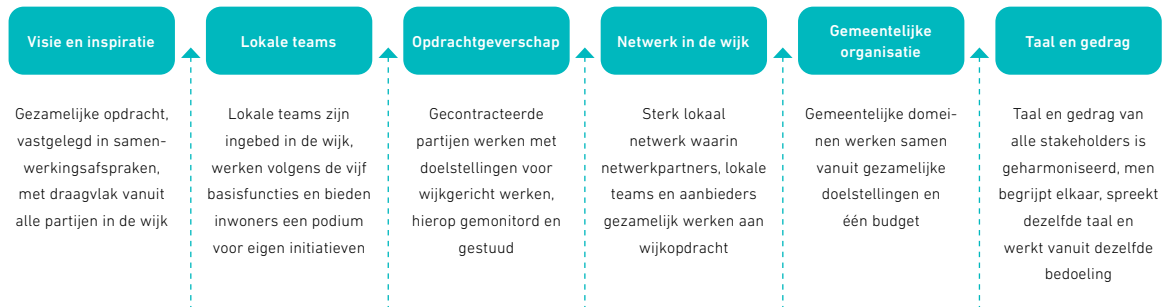 Visie en inspiratie
Gezamelijke opdracht,
vastgelegd in samen-
werkingsafspraken,
met draagvlak vanuit
alle partijen in de wijk
Lokale teams
Lokale teams zijn
ingebed in de wijk,
werken volgens de vijf
basisfuncties en bieden
inwoners een podium
voor eigen initiatieven
Opdrachtgeverschap
Gecontracteerde
partijen werken met
doelstellingen voor
wijkgericht werken,
hierop gemonitord en
gestuud
Netwerk in de wijk
Sterk lokaal
netwerk waarin
netwerkpartners, lokale
teams en aanbieders
gezamelijk werken aan
wijkopdracht
Gemeentelijke
organisatie
Gemeentelijke domei-
nen werken samen
vanuit gezamelijke
doelstellingen en
één budget
Taal en gedrag
Taal en gedrag van
alle stakeholders is
geharmoniseerd, men
begrijpt elkaar, spreekt
dezelfde taal en
werkt vanuit dezelfde
bedoeling